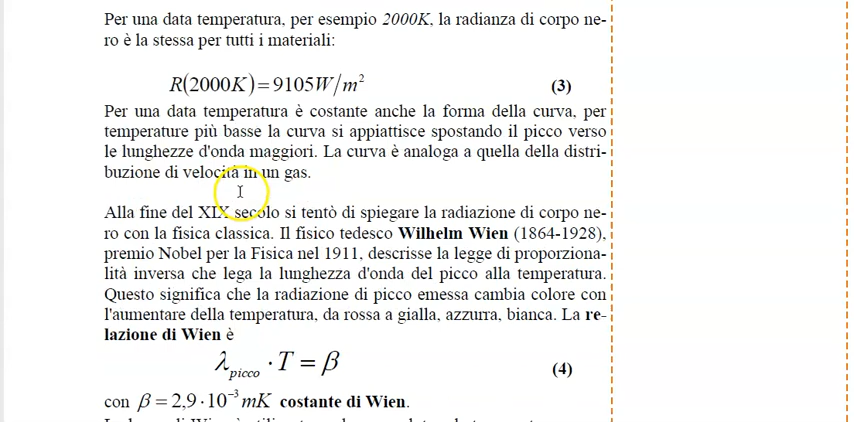 Per una data temperatura, per esempio 2000K, la radianza di corpo ne-
ro è la stessa per tutti i materiali:
R(2000K)=9105W/m² (3)
Per una data temperatura è costante anche la forma della curva, per
temperature più basse la curva si appiattisce spostando il picco verso
le lunghezze d'onda maggiori. La curva è analoga a quella della distri-
buzione di velocità in un gas.
Alla fine del XIX secolo si tentò di spiegare la radiazione di corpo ne-
ro con la fisica classica. Il fisico tedesco Wilhelm Wien (1864-1928),
premio Nobel per la Fisica nel 1911, descrisse la legge di proporziona-
lità inversa che lega la lunghezza d'onda del picco alla temperatura.
Questo significa che la radiazione di picco emessa cambia colore con
l'aumentare della temperatura, da rossa a gialla, azzurra, bianca. La re-
lazione di Wien è
λpicco · T = β (4)
con β = 2,9·10⁻³ mK costante di Wien.